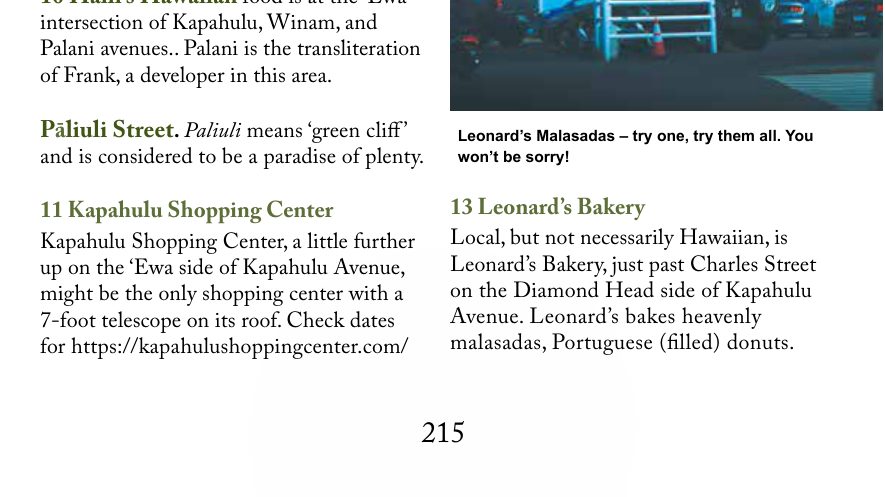 intersection of Kapahulu, Winam, and
Palani avenues.. Palani is the transliteration
of Frank, a developer in this area.
Pāliuli Street. Paliuli means ‘green cliff’
and is considered to be a paradise of plenty.
11 Kapahulu Shopping Center
Kapahulu Shopping Center, a little further
up on the ‘Ewa side of Kapahulu Avenue,
might be the only shopping center with a
7-foot telescope on its roof. Check dates
for https://kapahulushoppingcenter.com/
Leonard’s Malasadas – try one, try them all. You
won’t be sorry!
13 Leonard’s Bakery
Local, but not necessarily Hawaiian, is
Leonard’s Bakery, just past Charles Street
on the Diamond Head side of Kapahulu
Avenue. Leonard’s bakes heavenly
malasadas, Portuguese (filled) donuts.
215